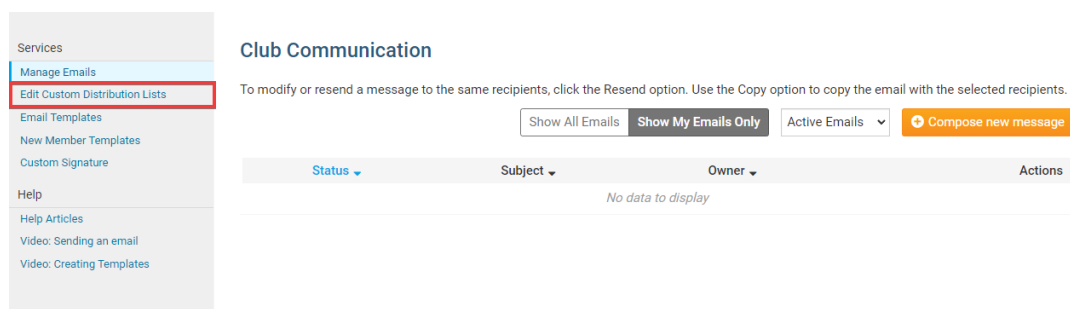 Services
Manage Emails
Edit Custom Distribution Lists
Email Templates
New Member Templates
Custom Signature
Help
Help Articles
Video: Sending an email
Video: Creating Templates
Club Communication
To modify or resend a message to the same recipients, click the Resend option. Use the Copy option to copy the email with the selected recipients.
Show All Emails Show My Emails Only Active Emails Compose new message
Status Subject Owner Actions
No data to display